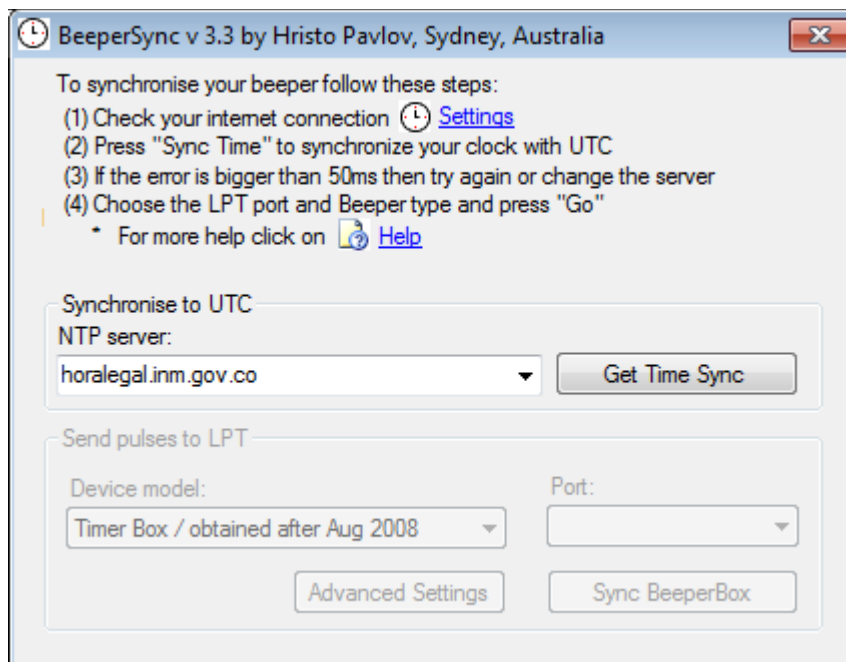 BeeperSync v 3.3 by Hristo Pavlov, Sydney, Australia
To synchronise your beeper follow these steps:
(1) Check your internet connection Settings
(2) Press "Sync Time" to synchronize your clock with UTC
(3) If the error is bigger than 50ms then try again or change the server
(4) Choose the LPT port and Beeper type and press "Go"
* For more help click on Help
Synchronise to UTC
NTP server:
horalegal.inm.gov.co Get Time Sync
Send pulses to LPT
Device model: Port:
Timer Box / obtained after Aug 2008
Advanced Settings Sync BeeperBox